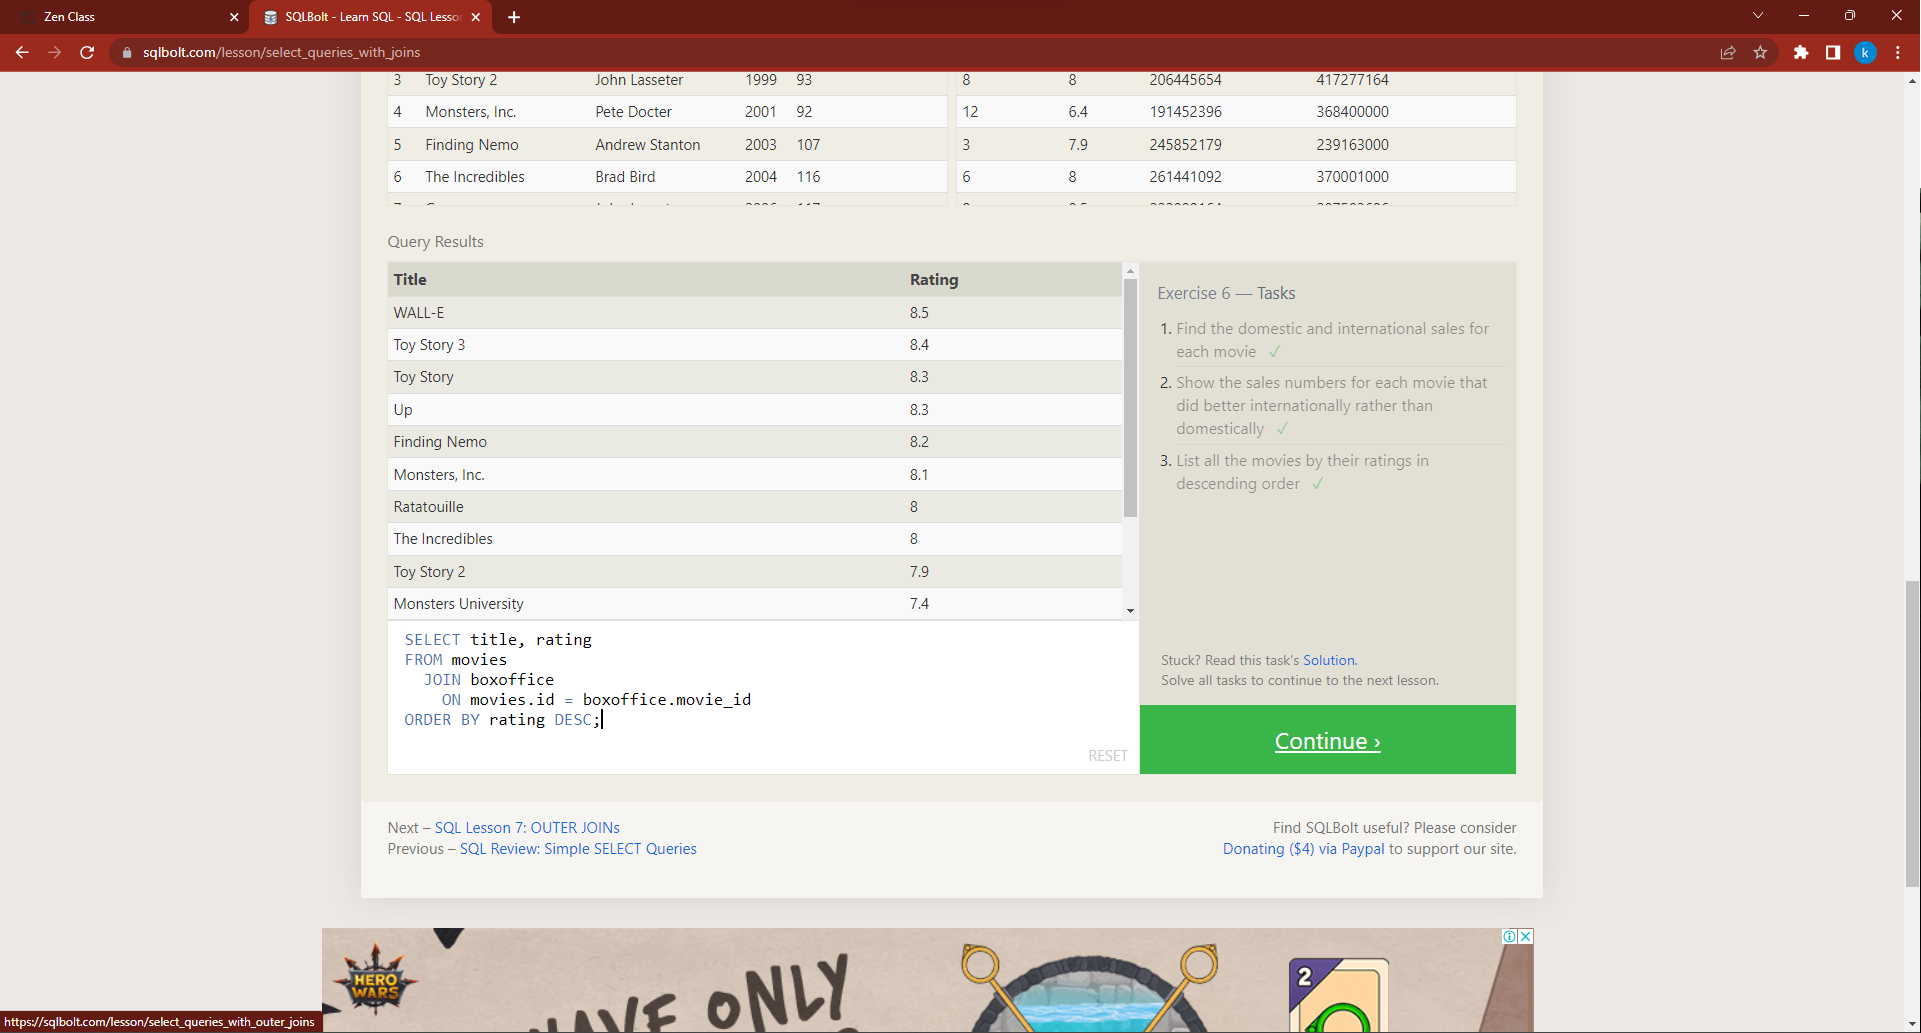 Zen Class
SQLBolt - Learn SQL - SQL Lesso
sqlbolt.com/lesson/select_queries_with_joins
k
3 Toy Story 2 John Lasseter 1999 93 8 8 206445654 417277164
4 Monsters, Inc. Pete Docter 2001 92 12 6.4 191452396 368400000
5 Finding Nemo Andrew Stanton 2003 107 3 7.9 245852179 239163000
6 The Incredibles Brad Bird 2004 116 6 8 261441092 370001000
Query Results
Title Rating
WALL-E 8.5
Toy Story 3 8.4
Toy Story 8.3
Up 8.3
Finding Nemo 8.2
Monsters, Inc. 8.1
Ratatouille 8
The Incredibles 8
Toy Story 2 7.9
Monsters University 7.4
SELECT title, rating
FROM movies
JOIN boxoffice
ON movies.id = boxoffice.movie_id
ORDER BY rating DESC;
RESET
Exercise 6 — Tasks
1. Find the domestic and international sales for
each movie ✓
2. Show the sales numbers for each movie that
did better internationally rather than
domestically ✓
3. List all the movies by their ratings in
descending order ✓
Stuck? Read this task's Solution.
Solve all tasks to continue to the next lesson.
Continue ›
Next – SQL Lesson 7: OUTER JOINs
Previous – SQL Review: Simple SELECT Queries
Find SQLBolt useful? Please consider
Donating ($4) via Paypal to support our site.
HERO
WARS
HAVE ONLY
2
https://sqlbolt.com/lesson/select_queries_with_outer_joins